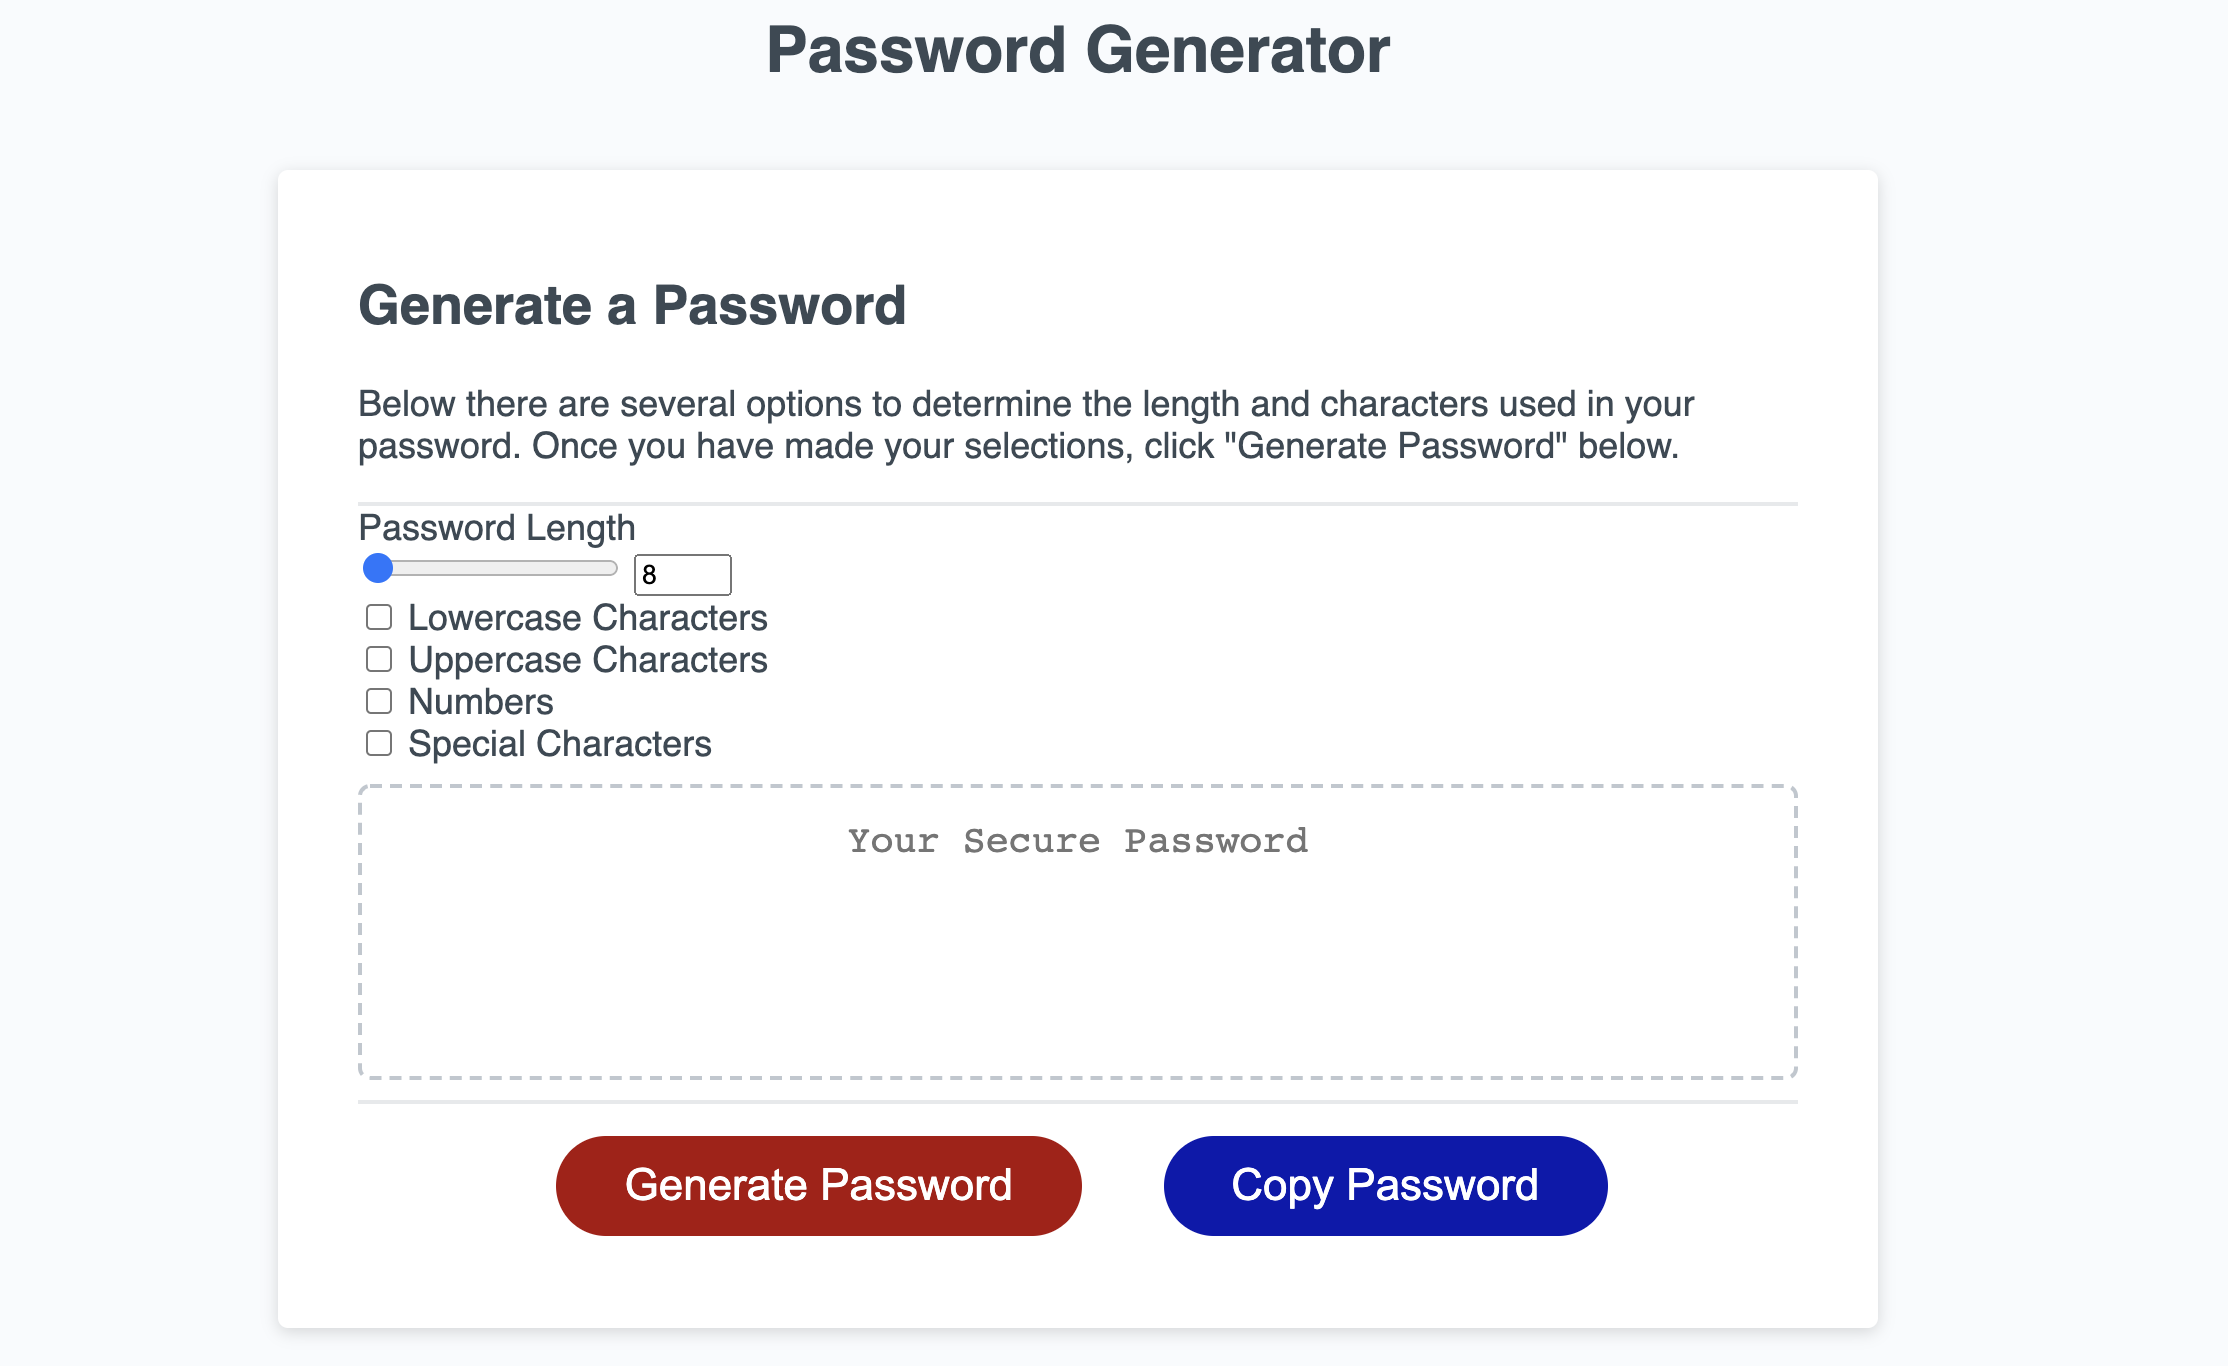 Password Generator
Generate a Password
Below there are several options to determine the length and characters used in your
password. Once you have made your selections, click "Generate Password" below.
Password Length
8
Lowercase Characters
Uppercase Characters
Numbers
Special Characters
Your Secure Password
Generate Password
Copy Password